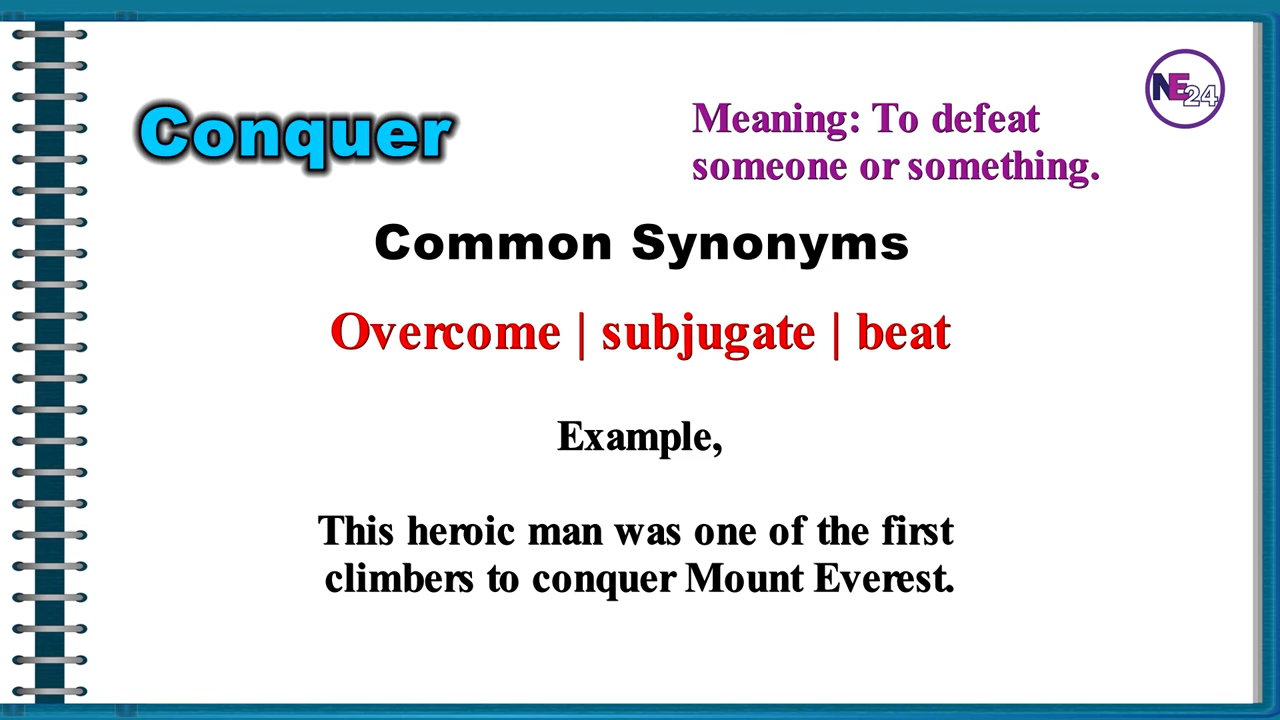 Conquer
Meaning: To defeat
someone or something.
NE24
Common Synonyms
Overcome | subjugate | beat
Example,
This heroic man was one of the first
climbers to conquer Mount Everest.